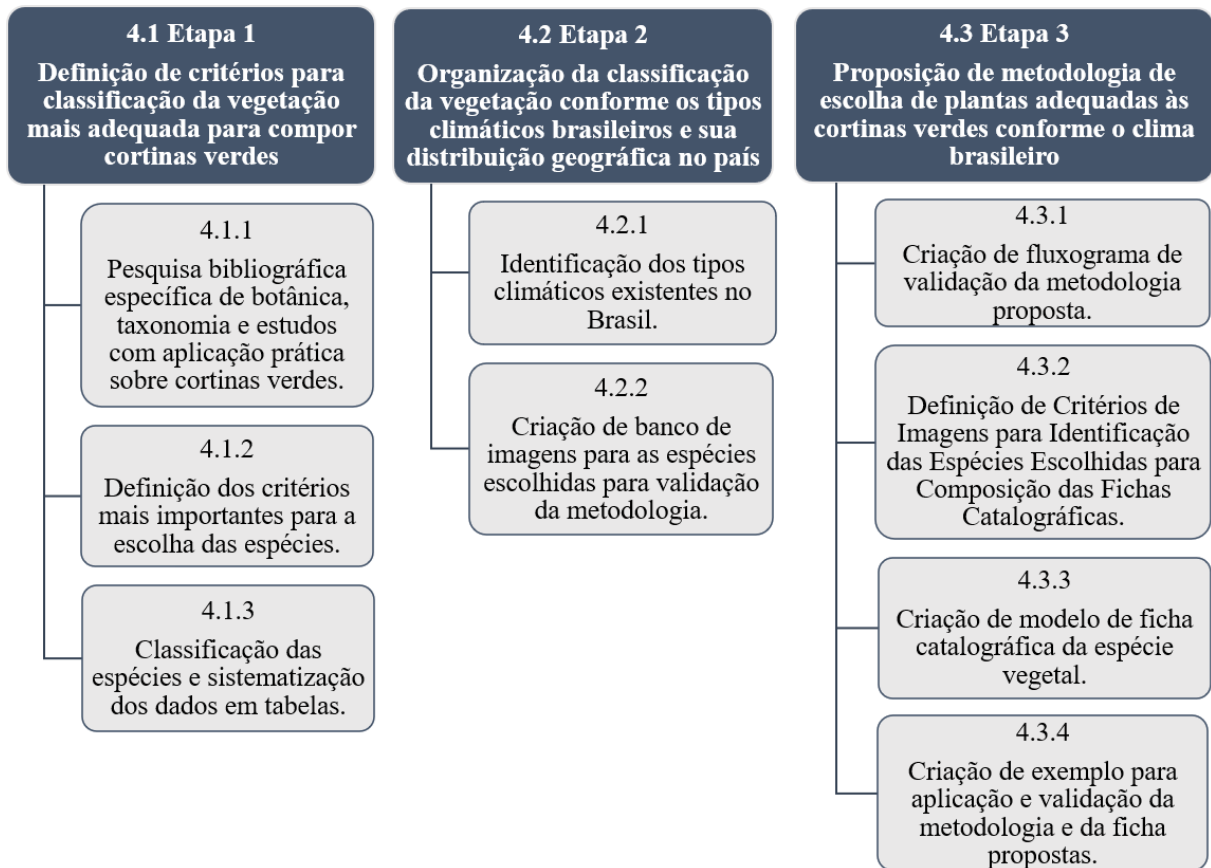 4.1 Etapa 1
Definição de critérios para
classificação da vegetação
mais adequada para compor
cortinas verdes
4.1.1
Pesquisa bibliográfica
específica de botânica,
taxonomia e estudos
com aplicação prática
sobre cortinas verdes.
4.1.2
Definição dos critérios
mais importantes para a
escolha das espécies.
4.1.3
Classificação das
espécies e sistematização
dos dados em tabelas.
4.2 Etapa 2
Organização da classificação
da vegetação conforme os tipos
climáticos brasileiros e sua
distribuição geográfica no país
4.2.1
Identificação dos tipos
climáticos existentes no
Brasil.
4.2.2
Criação de banco de
imagens para as espécies
escolhidas para validação
da metodologia.
4.3 Etapa 3
Proposição de metodologia de
escolha de plantas adequadas às
cortinas verdes conforme o clima
brasileiro
4.3.1
Criação de fluxograma de
validação da metodologia
proposta.
4.3.2
Definição de Critérios de
Imagens para Identificação
das Espécies Escolhidas para
Composição das Fichas
Catalográficas.
4.3.3
Criação de modelo de ficha
catalográfica da espécie
vegetal.
4.3.4
Criação de exemplo para
aplicação e validação da
metodologia e da ficha
propostas.